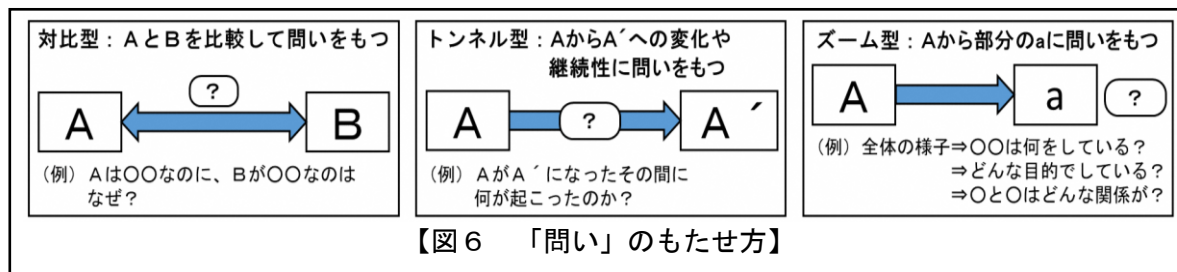 対比型：AとBを比較して問いをもつ
?
A
B
（例）Aは〇〇なのに、Bが〇〇なのは
なぜ？
トンネル型：AからA´への変化や
継続性に問いをもつ
A
?
A´
（例）AがA´になったその間に
何が起こったのか？
ズーム型：Aから部分のaに問いをもつ
A
a
?
（例）全体の様子⇒〇〇は何をしている？
⇒どんな目的でしている？
⇒〇と〇はどんな関係が？
【図６　「問い」のもたせ方】